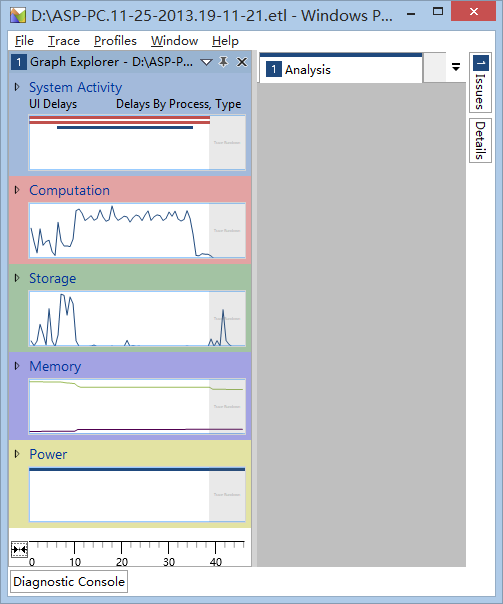 D:\ASP-PC.11-25-2013.19-11-21.etl - Windows P...
File Trace Profiles Window Help
1 Graph Explorer - D:\ASP-P...
1 Analysis
1 Issues
Details
System Activity
UI Delays Delays By Process, Type
Computation
Storage
Memory
Power
0 10 20 30 40
Diagnostic Console